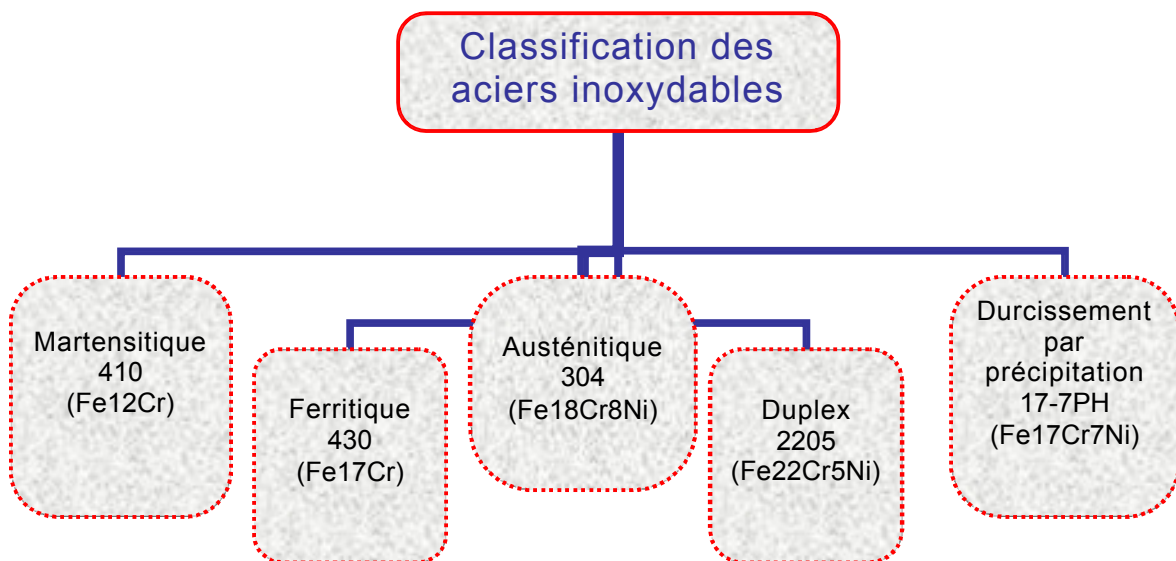 Classification des
aciers inoxydables
Martensitique
410
(Fe12Cr)
Ferritique
430
(Fe17Cr)
Austénitique
304
(Fe18Cr8Ni)
Duplex
2205
(Fe22Cr5Ni)
Durcissement
par
précipitation
17-7PH
(Fe17Cr7Ni)